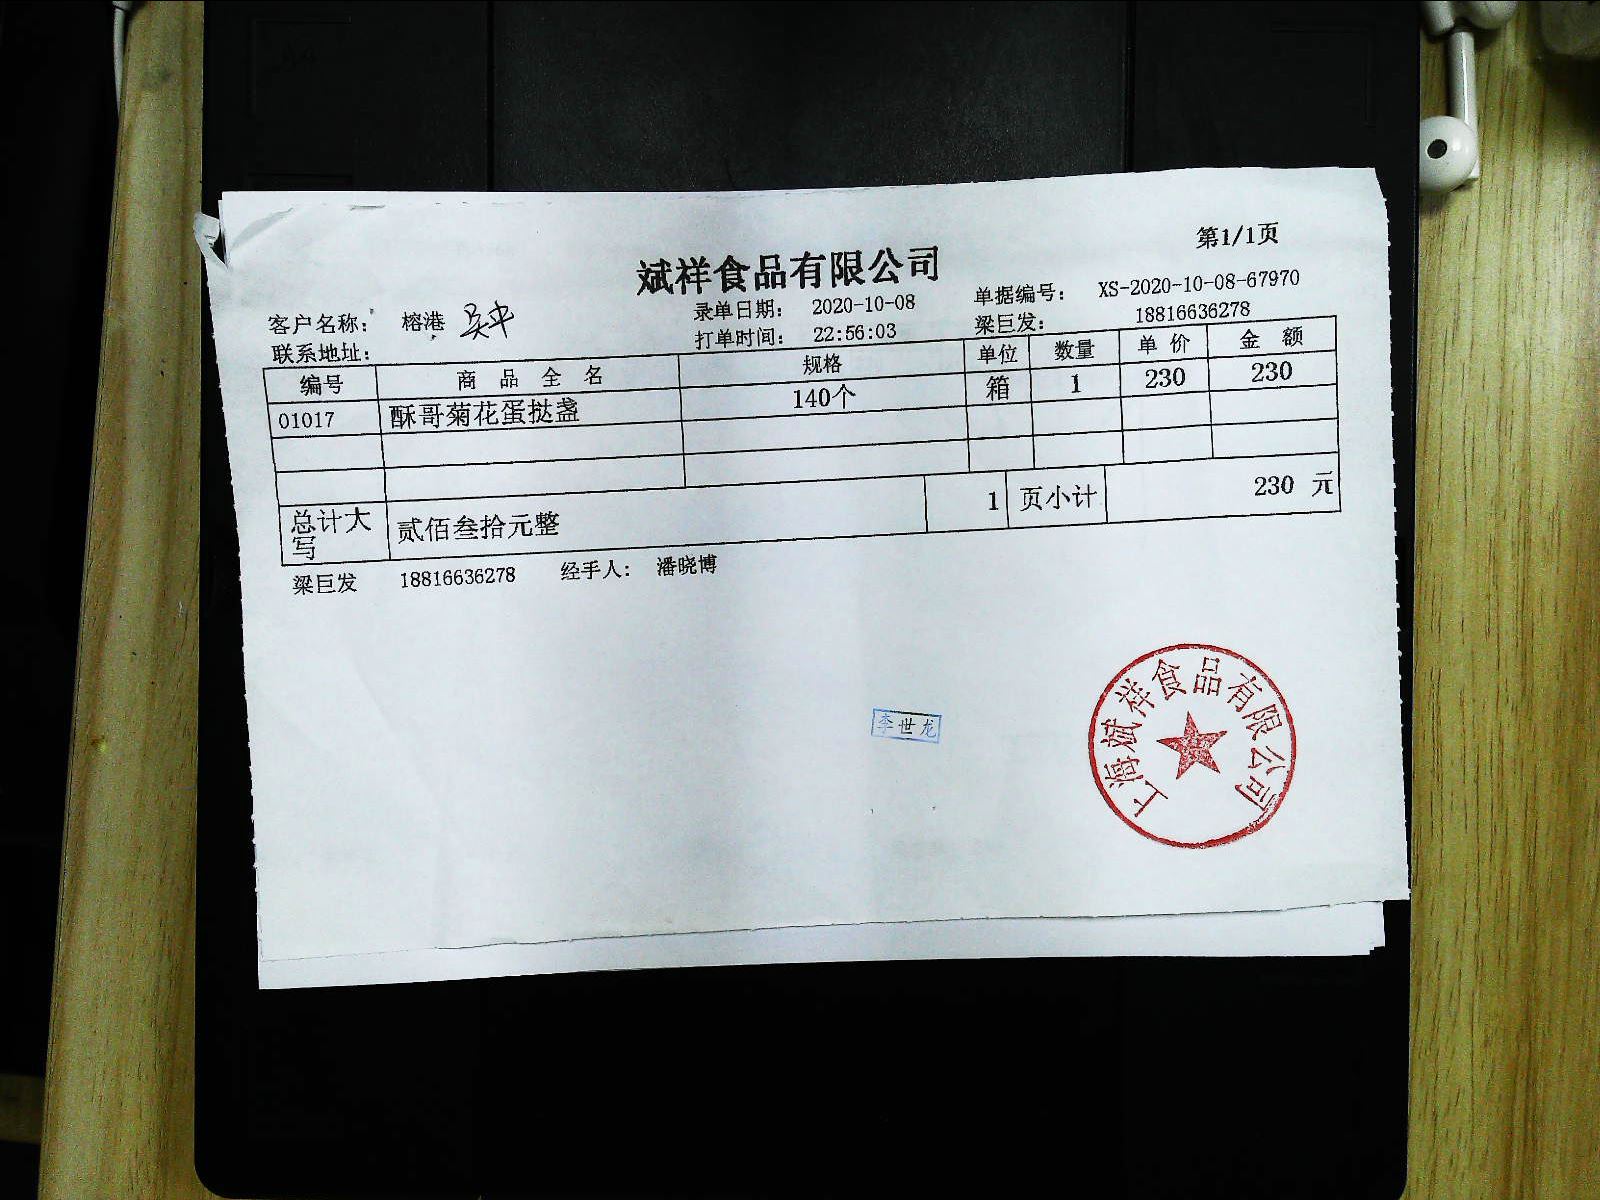 第1/1页
斌祥食品有限公司
客户名称： 榕港 吴中 录单日期： 2020-10-08 单据编号： XS-2020-10-08-67970
联系地址： 打单时间： 22:56:03 梁巨发： 18816636278
编号 商品全名 规格 单位 数量 单价 金额
01017 酥哥菊花蛋挞盏 140个 箱 1 230 230
总计大写 贰佰叁拾元整 1 页小计 230 元
梁巨发 18816636278 经手人： 潘晓博
李世龙
上海斌祥食品有限公司